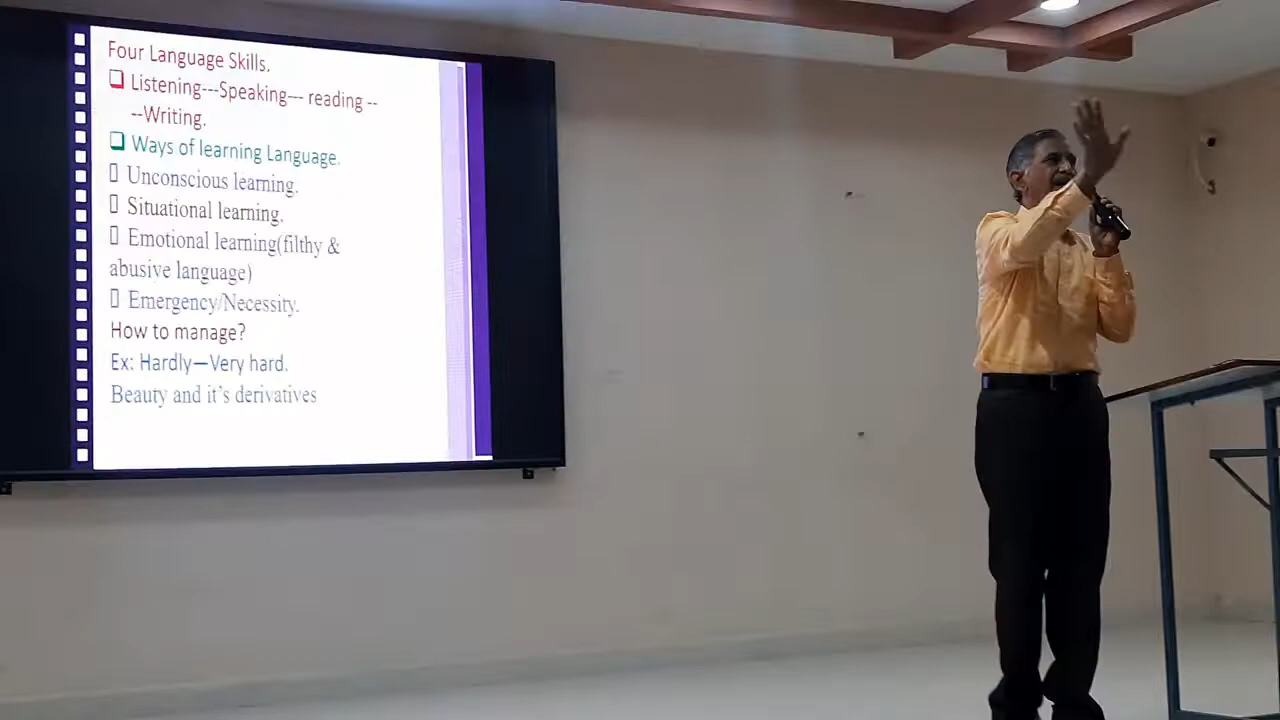 Four Language Skills.
❑ Listening---Speaking--- reading --
--Writing.
❑ Ways of learning Language.
▯ Unconscious learning.
▯ Situational learning.
▯ Emotional learning(filthy &
abusive language)
▯ Emergency/Necessity.
How to manage?
Ex: Hardly—Very hard.
Beauty and it's derivatives